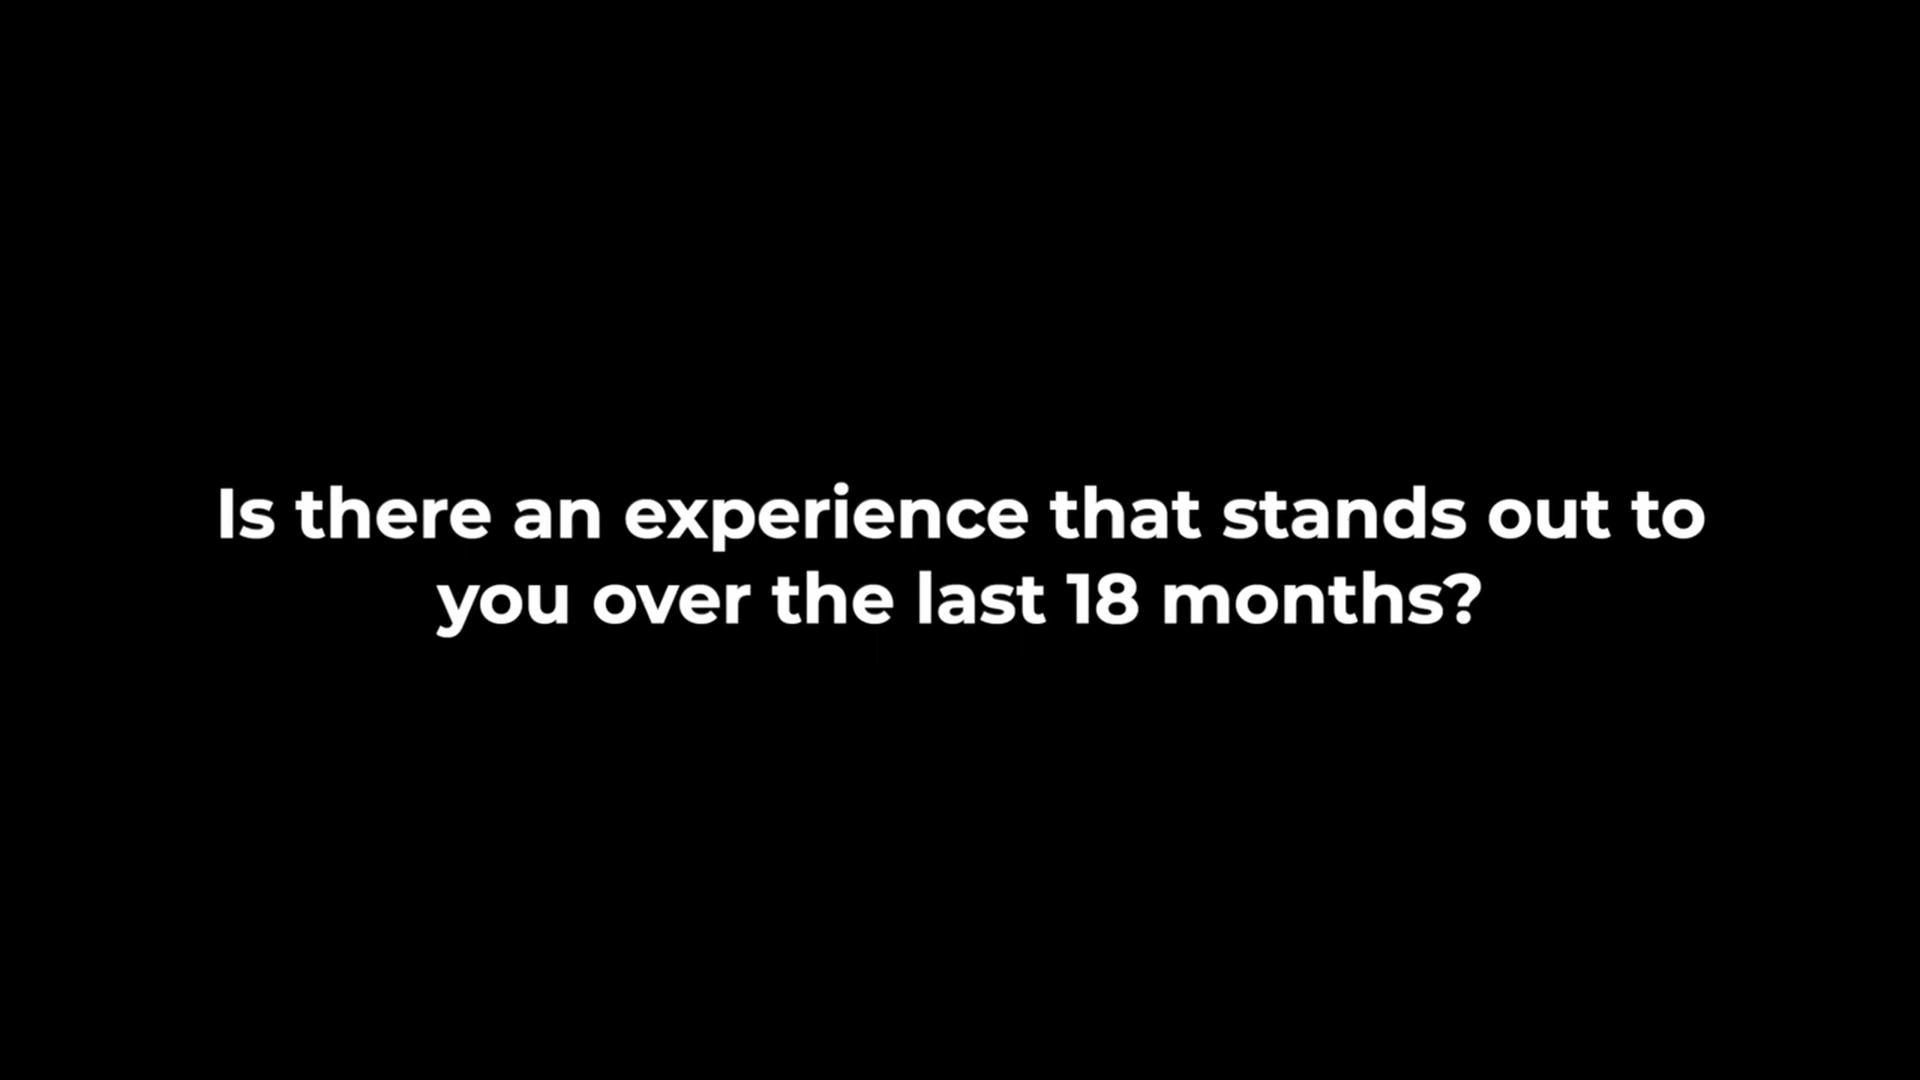 Is there an experience that stands out to
you over the last 18 months?